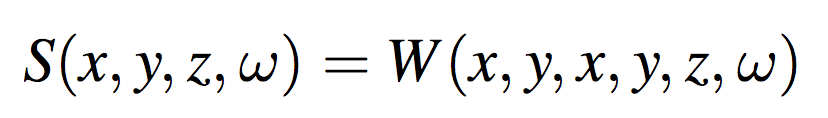 S(x, y, z, ω) = W(x, y, x, y, z, ω)